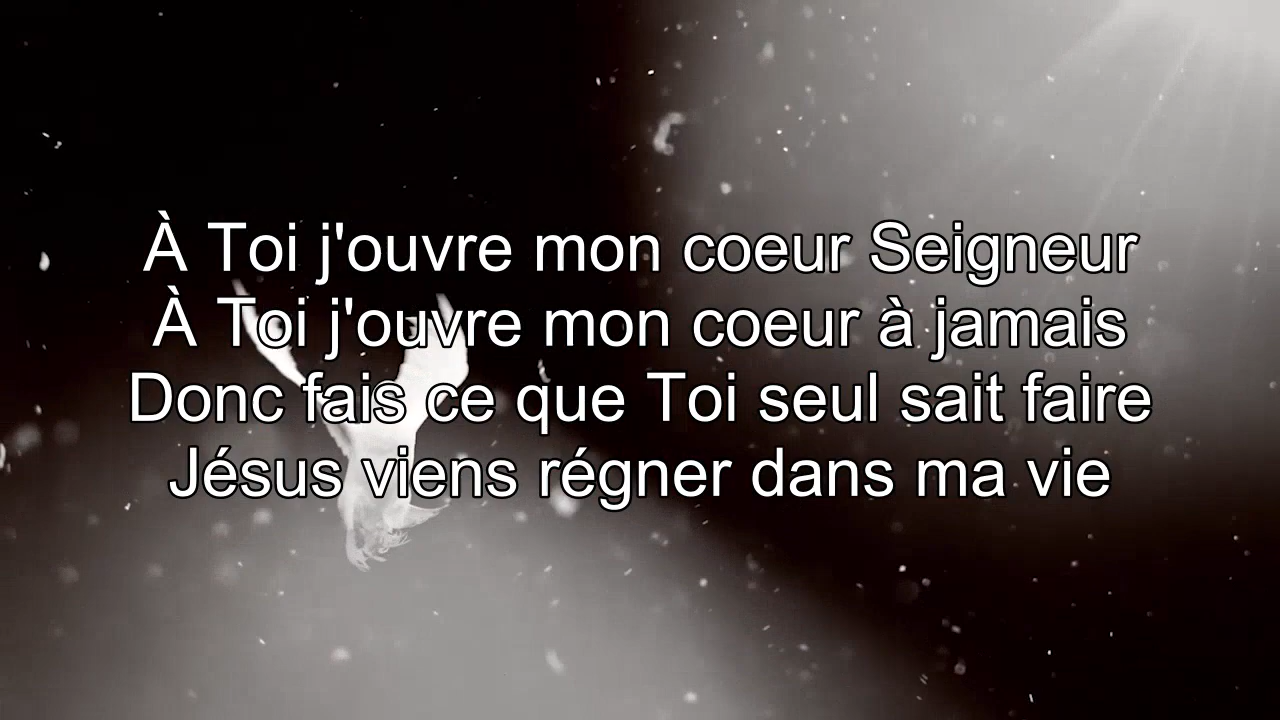 À Toi j'ouvre mon coeur Seigneur
À Toi j'ouvre mon coeur à jamais
Donc fais ce que Toi seul sait faire
Jésus viens régner dans ma vie